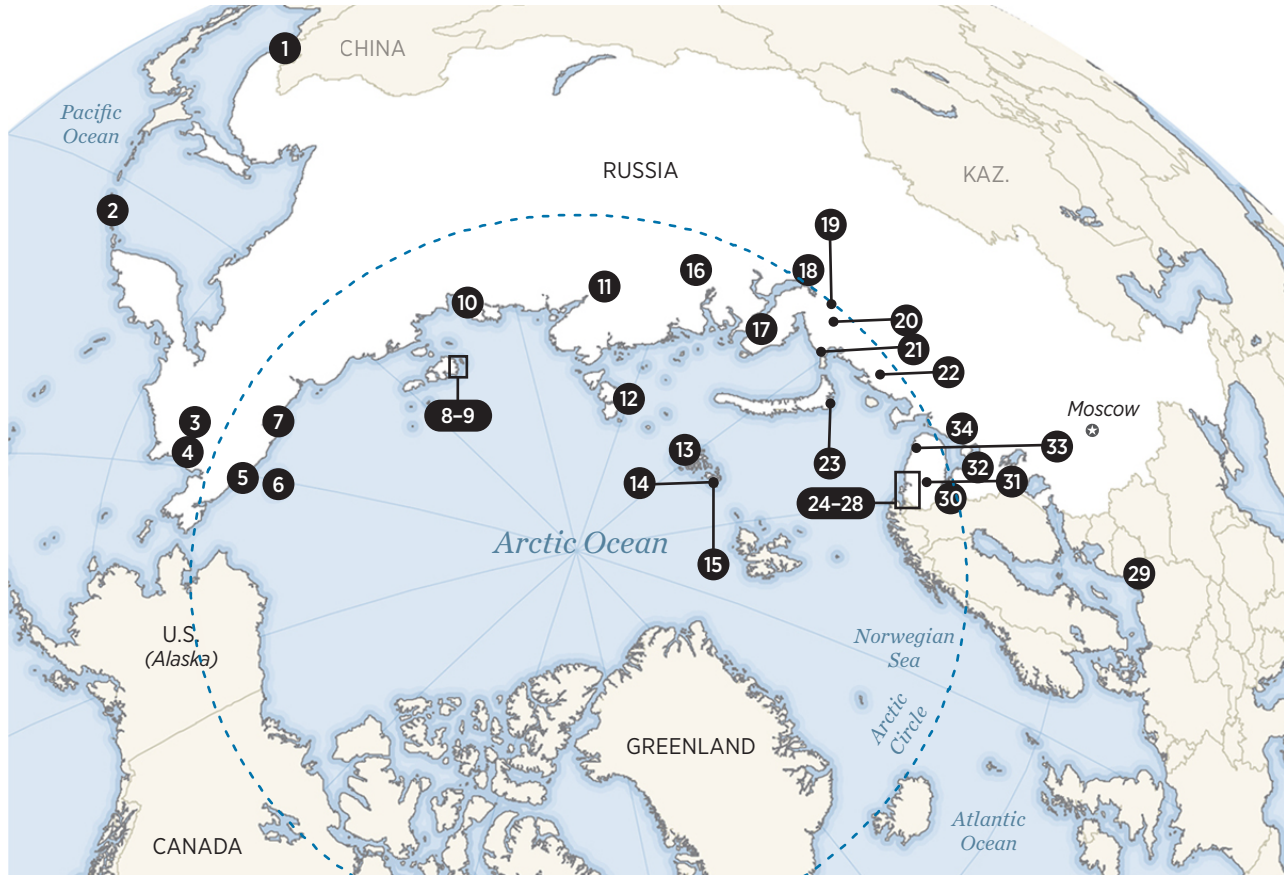 1
CHINA
Pacific
Ocean
RUSSIA
KAZ.
2
19
16
18
11
10
17
20
21
22
12
8–9
3
7
4
Moscow
34
33
13
23
32
5
6
14
31
24–28
30
Arctic Ocean
15
29
U.S.
(Alaska)
Norwegian
Sea
Arctic
Circle
GREENLAND
Atlantic
Ocean
CANADA